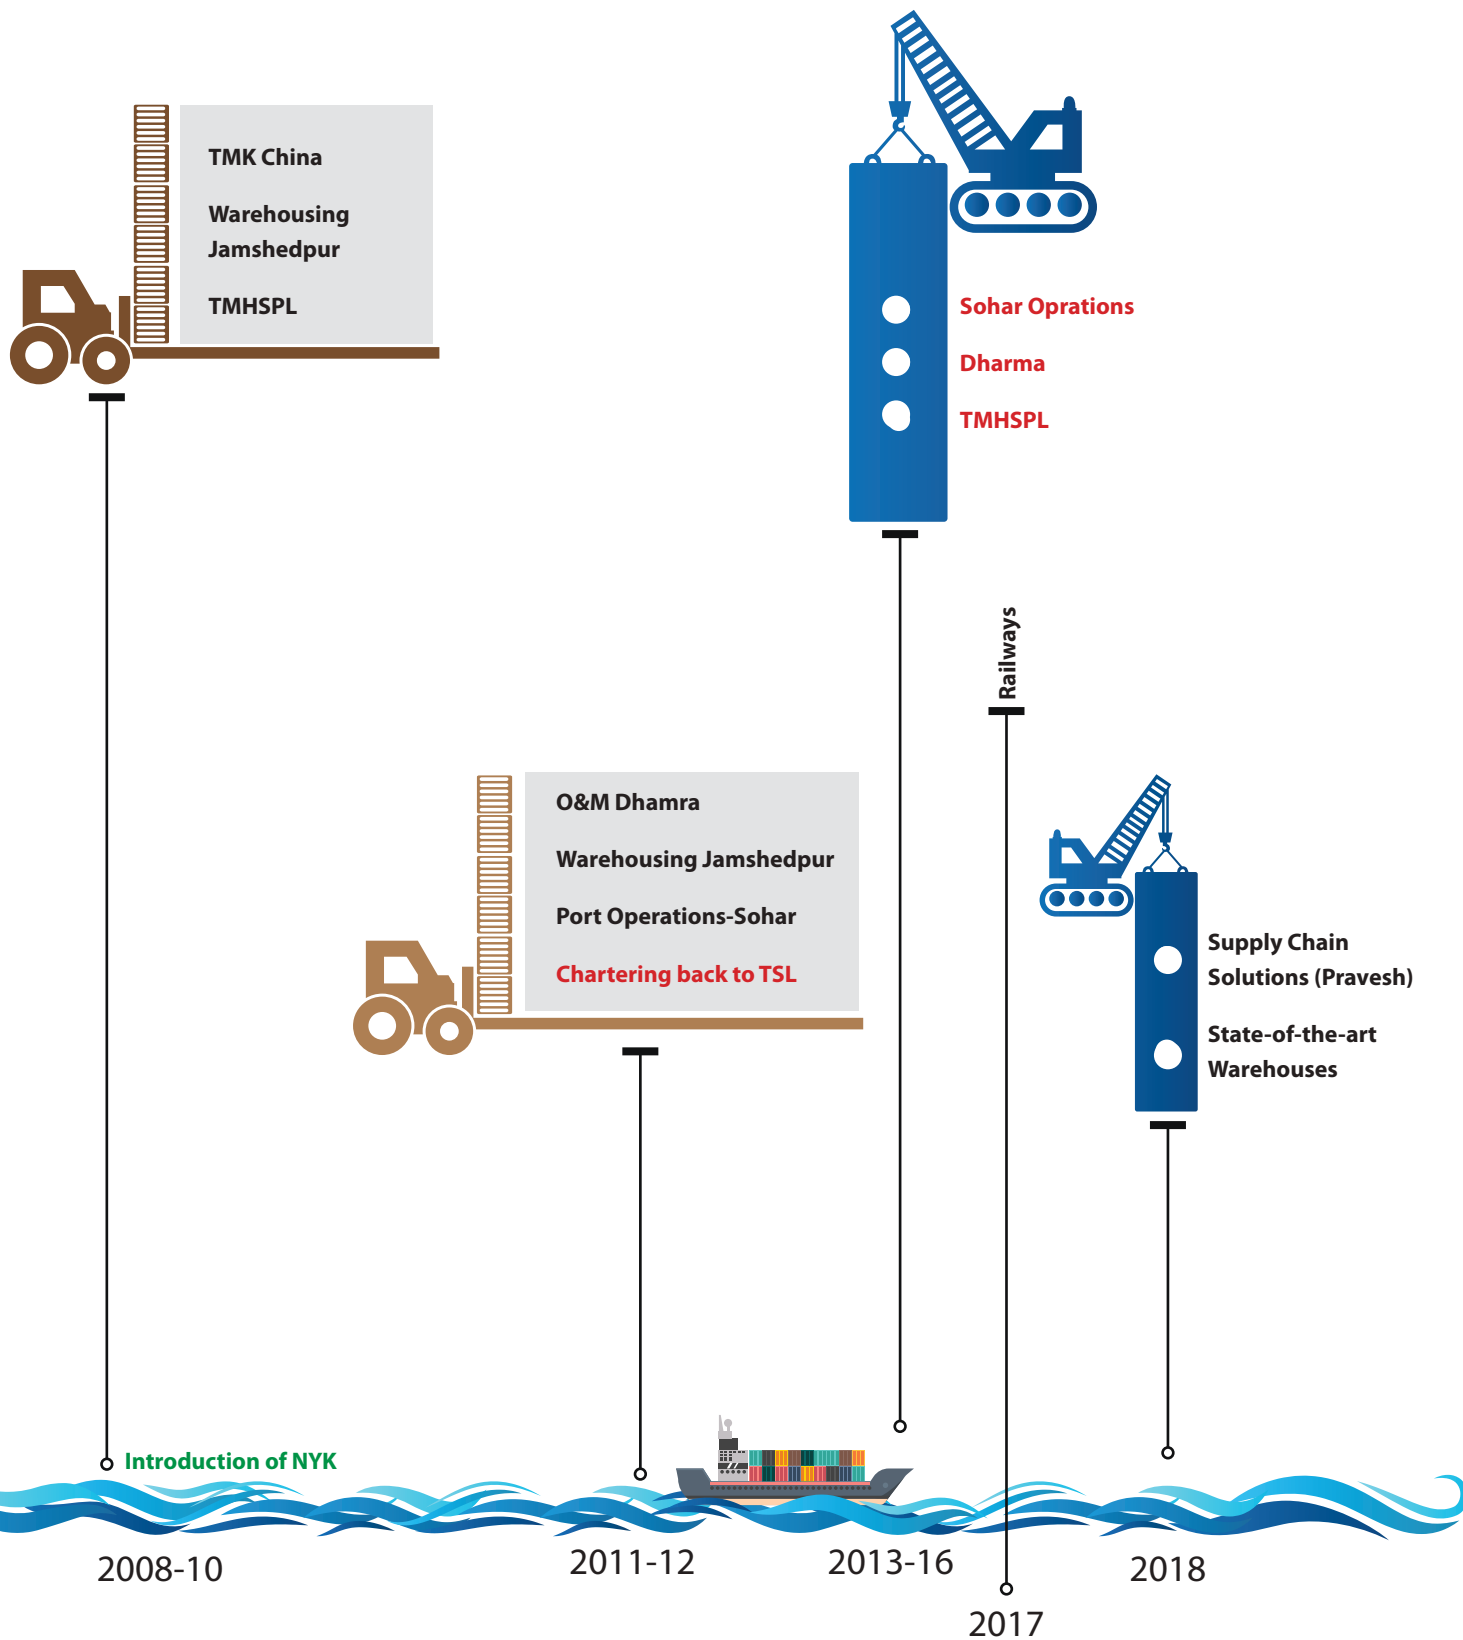 TMK China
Warehousing
Jamshedpur
TMHSPL
Introduction of NYK
2008-10
O&M Dhamra
Warehousing Jamshedpur
Port Operations-Sohar
Chartering back to TSL
2011-12
Sohar Oprations
Dharma
TMHSPL
2013-16
Railways
2017
Supply Chain
Solutions (Pravesh)
State-of-the-art
Warehouses
2018